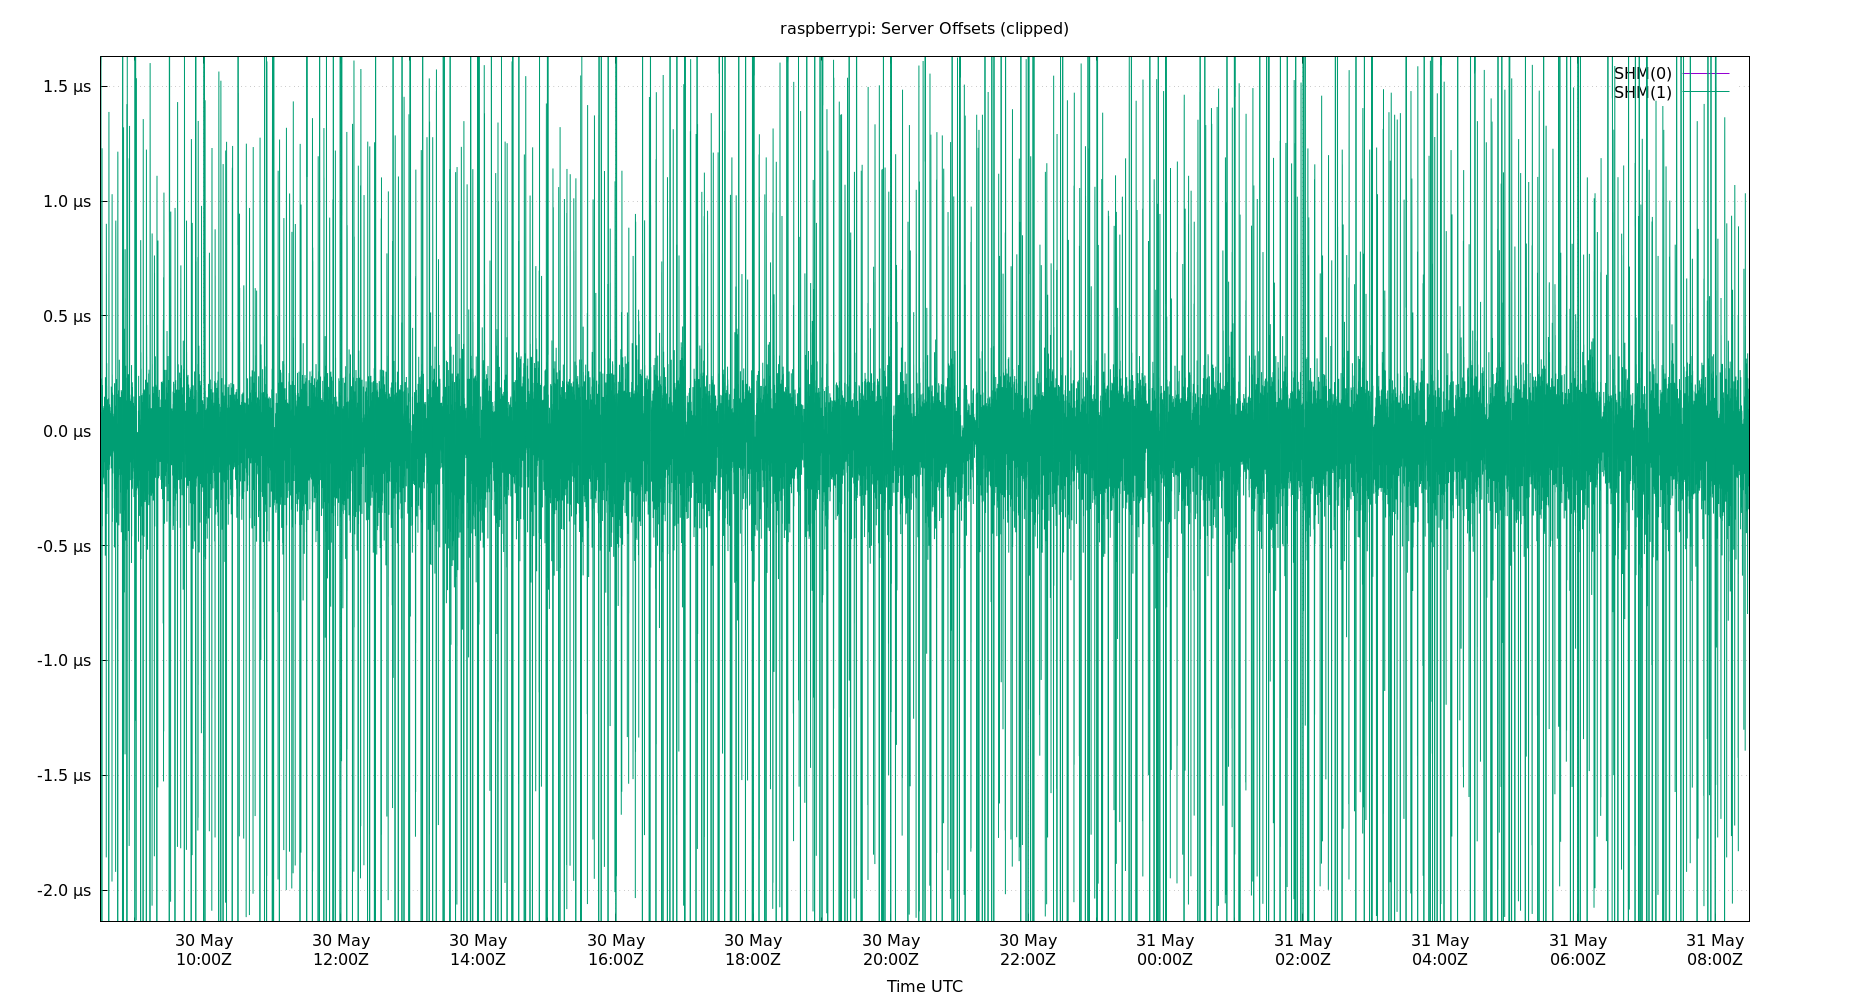 raspberrypi: Server Offsets (clipped)
SHM(0)
SHM(1)
1.5 µs
1.0 µs
0.5 µs
0.0 µs
-0.5 µs
-1.0 µs
-1.5 µs
-2.0 µs
30 May 30 May 30 May 30 May 30 May 30 May 30 May 31 May 31 May 31 May 31 May 31 May
10:00Z 12:00Z 14:00Z 16:00Z 18:00Z 20:00Z 22:00Z 00:00Z 02:00Z 04:00Z 06:00Z 08:00Z
Time UTC